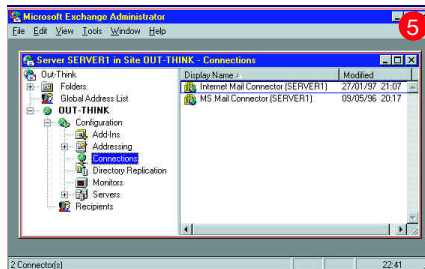 Microsoft Exchange Administrator
5
File Edit View Tools Window Help
Server SERVER1 in Site OUT-THINK - Connections
Out-Think
Folders
Global Address List
OUT-THINK
Configuration
Add-Ins
Addressing
Connections
Directory Replication
Monitors
Servers
Recipients
Display Name Modified
Internet Mail Connector (SERVER1) 27/01/97 21:07
MS Mail Connector (SERVER1) 09/05/96 20:17
2 Connector(s) 22:41